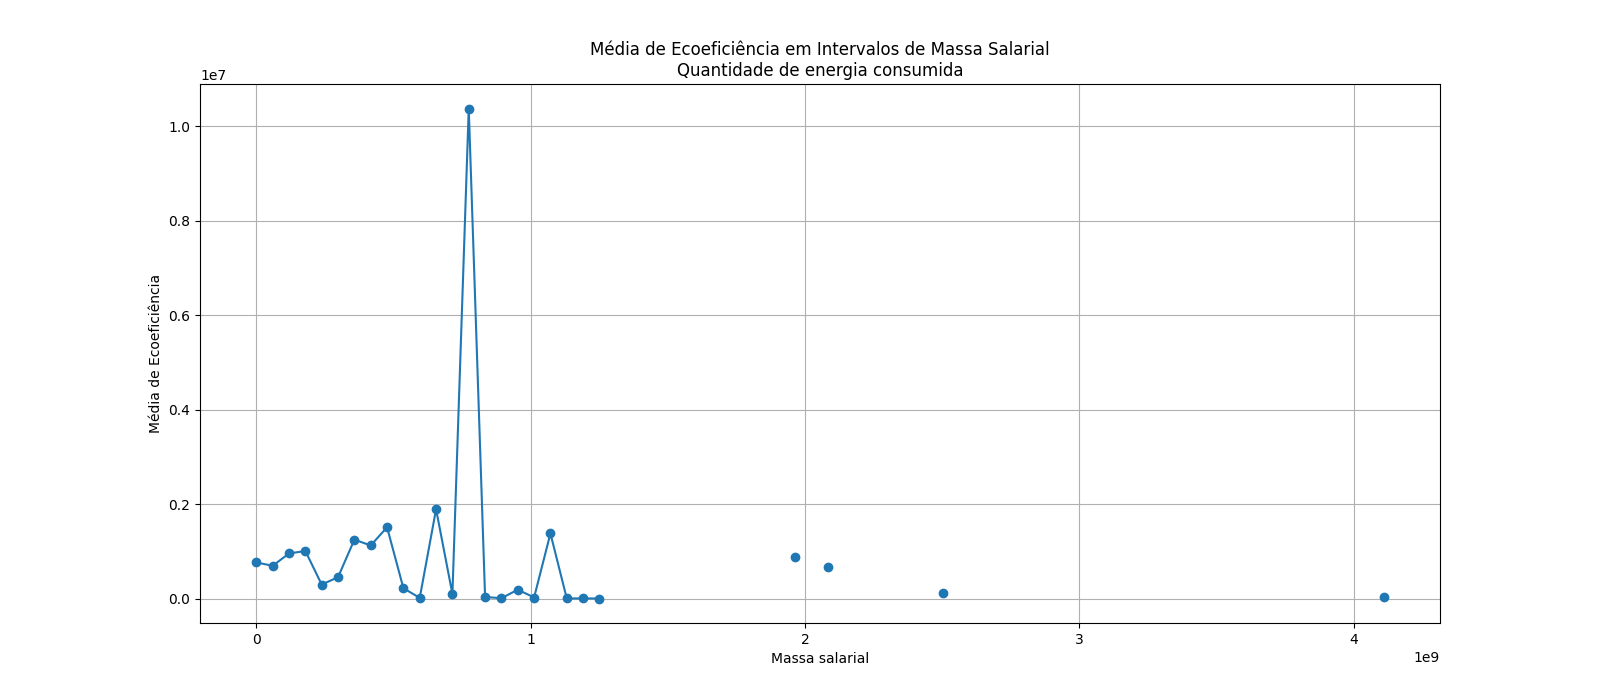 Média de Ecoeficiência em Intervalos de Massa Salarial
Quantidade de energia consumida
1e7
1.0
0.8
0.6
0.4
0.2
0.0
Média de Ecoeficiência
0 1 2 3 4
Massa salarial
1e9